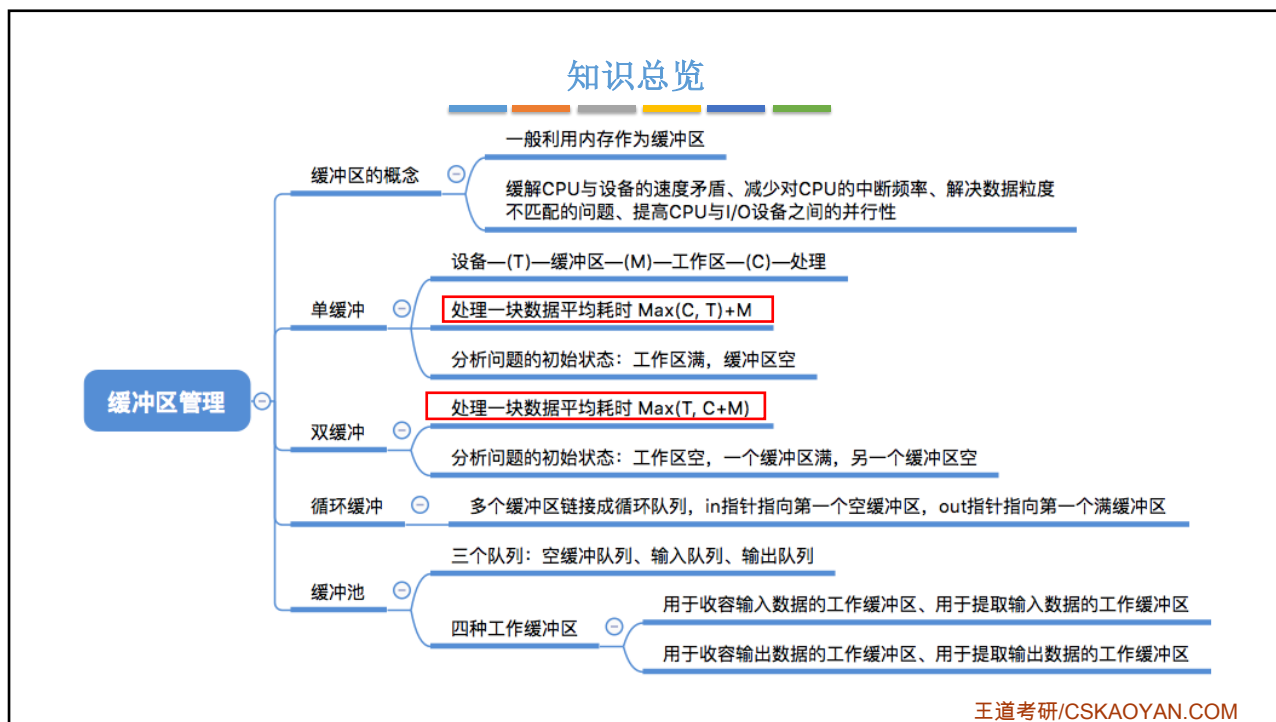 知识总览
缓冲区管理
缓冲区的概念
一般利用内存作为缓冲区
缓解CPU与设备的速度矛盾、减少对CPU的中断频率、解决数据粒度
不匹配的问题、提高CPU与I/O设备之间的并行性
单缓冲
设备—(T)—缓冲区—(M)—工作区—(C)—处理
处理一块数据平均耗时 Max(C, T)+M
分析问题的初始状态：工作区满，缓冲区空
双缓冲
处理一块数据平均耗时 Max(T, C+M)
分析问题的初始状态：工作区空，一个缓冲区满，另一个缓冲区空
循环缓冲
多个缓冲区链接成循环队列，in指针指向第一个空缓冲区，out指针指向第一个满缓冲区
缓冲池
三个队列：空缓冲队列、输入队列、输出队列
四种工作缓冲区
用于收容输入数据的工作缓冲区、用于提取输入数据的工作缓冲区
用于收容输出数据的工作缓冲区、用于提取输出数据的工作缓冲区
王道考研/CSKAOYAN.COM